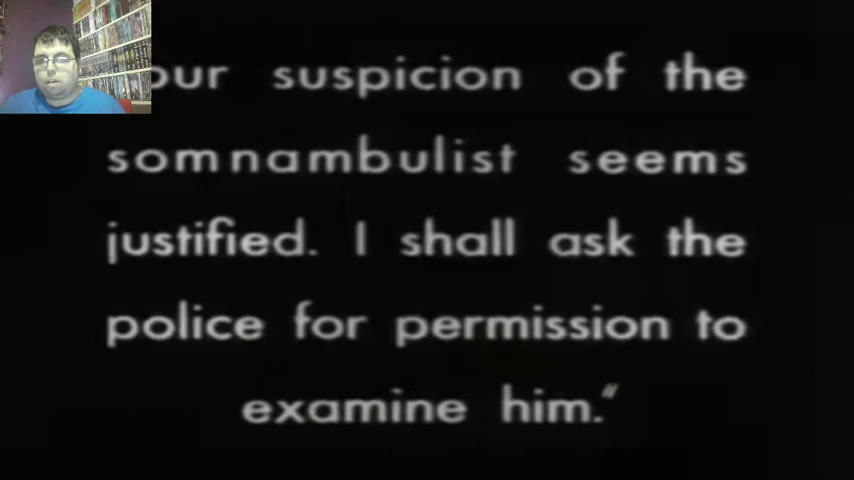 our suspicion of the
somnambulist seems
justified. I shall ask the
police for permission to
examine him.“